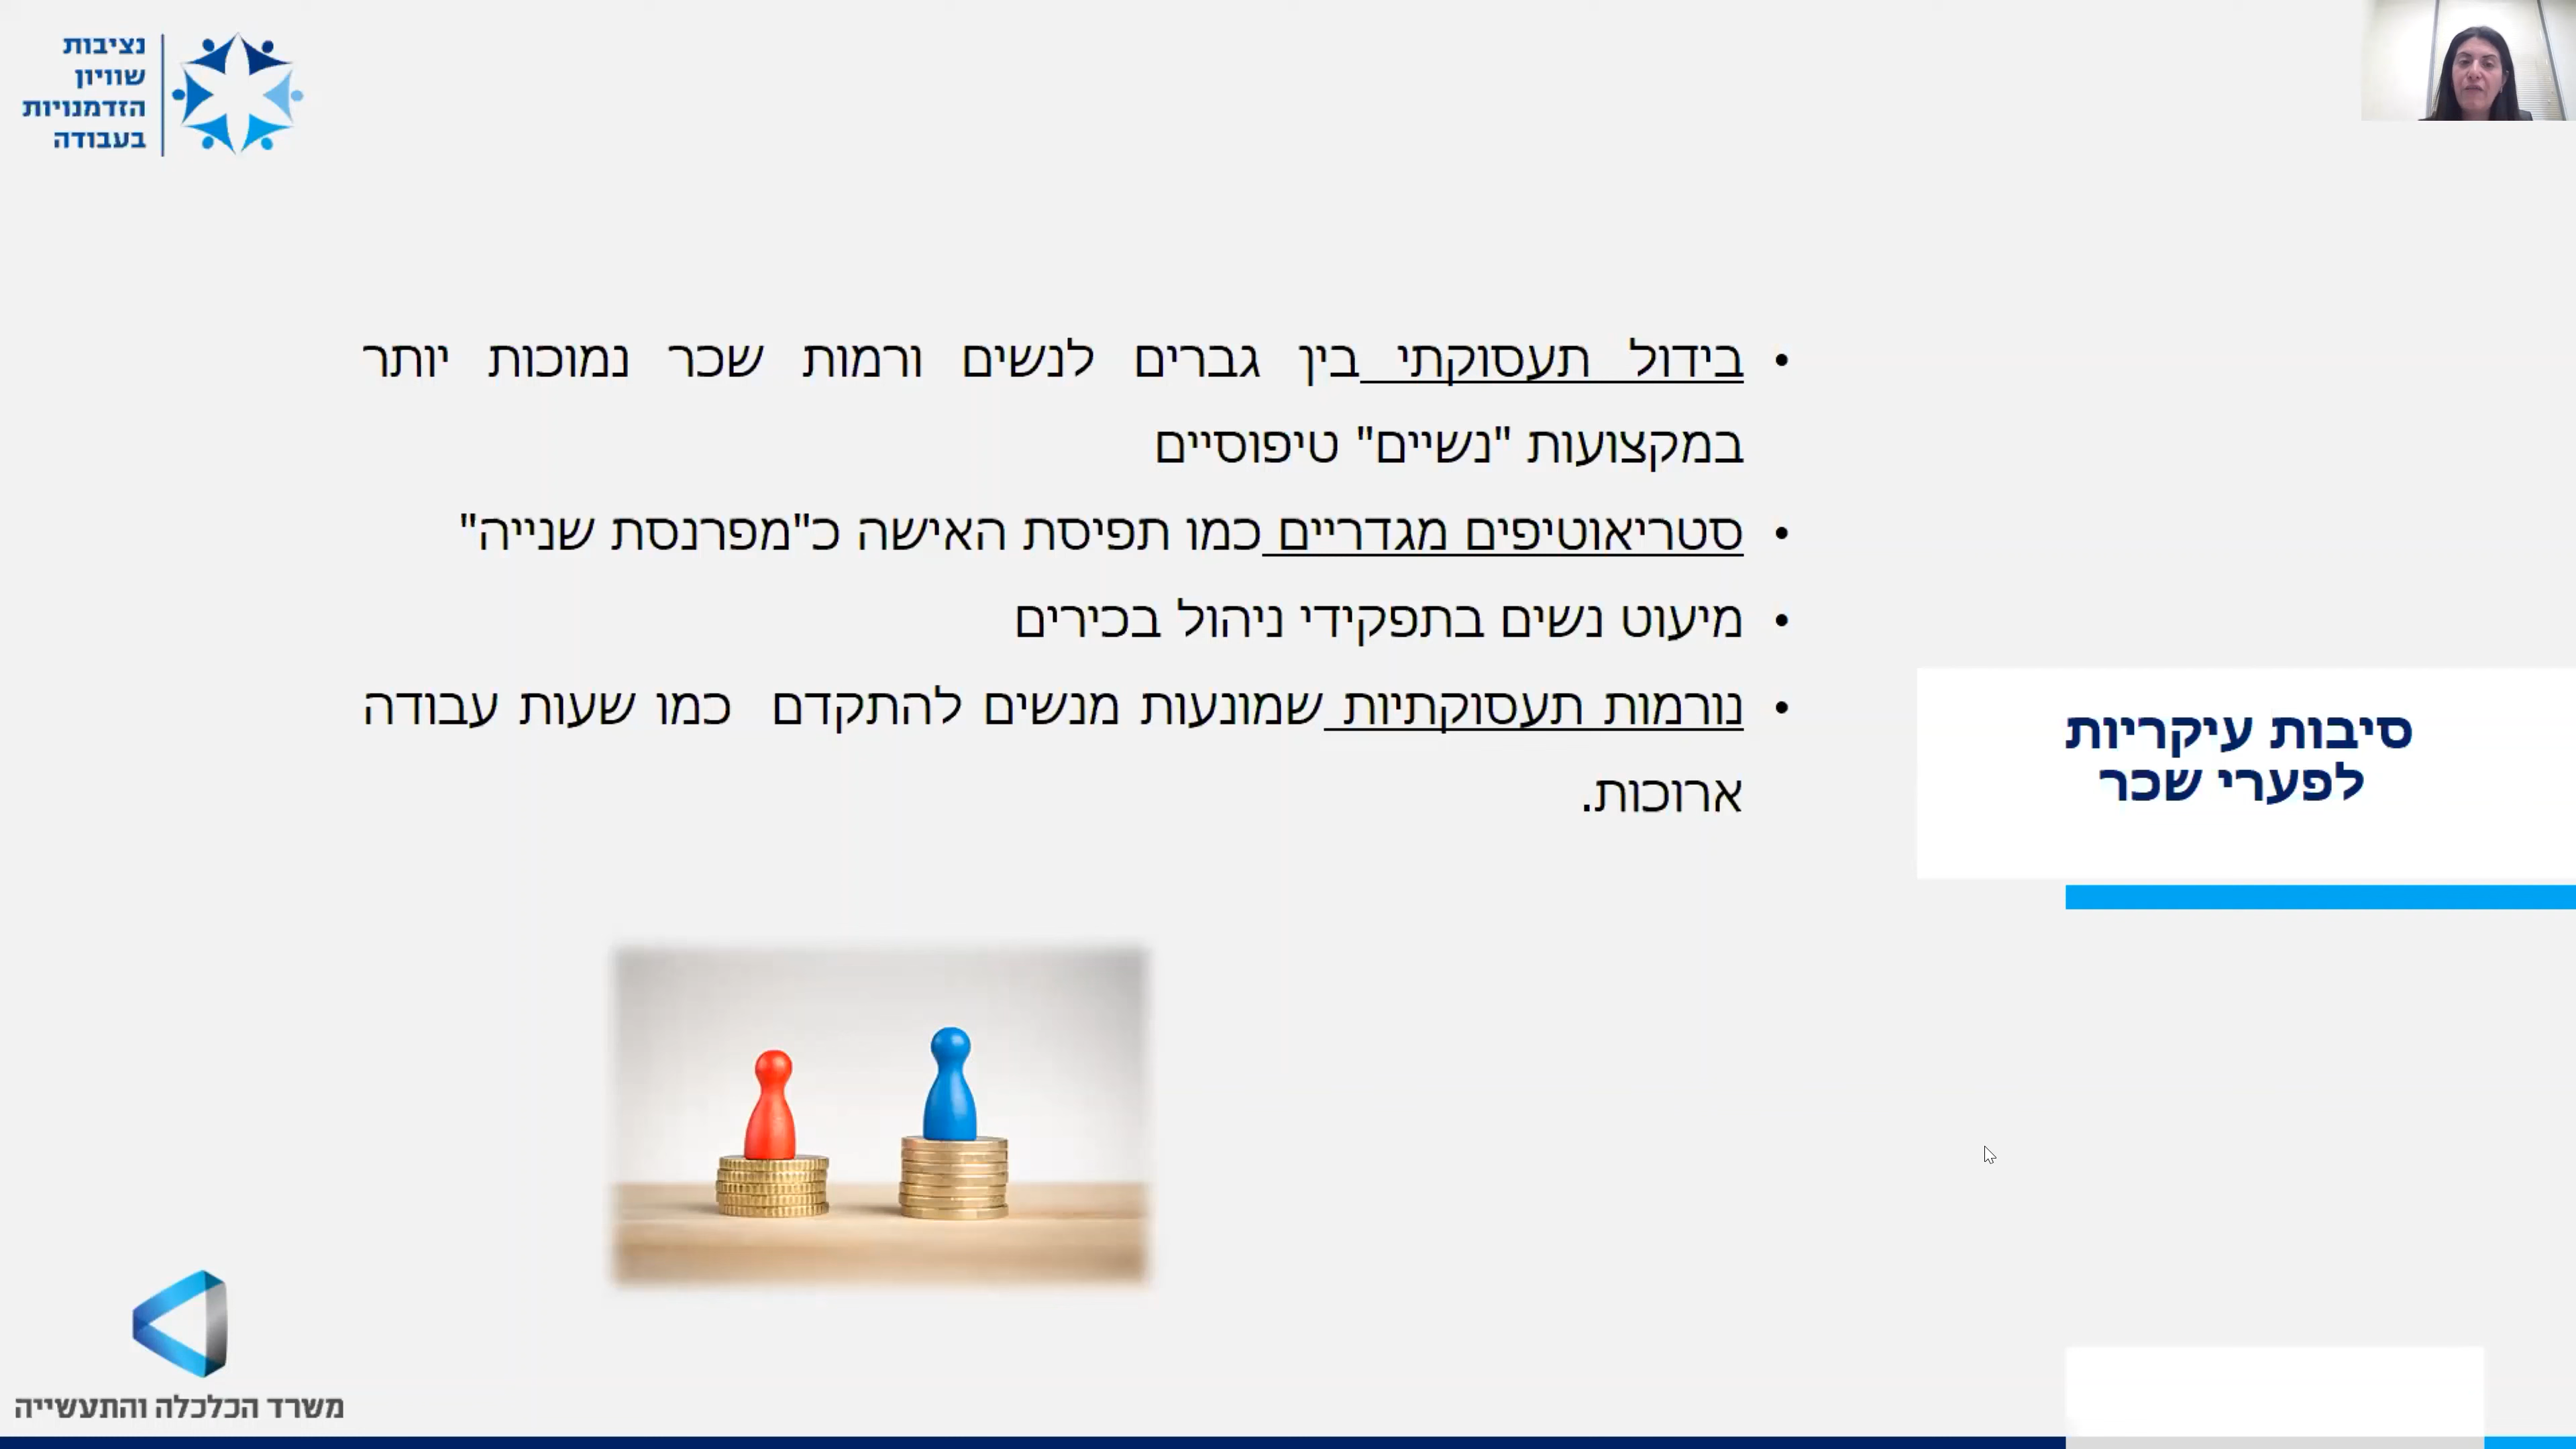 נציבות
שוויון
הזדמנויות
בעבודה
סיבות עיקריות
לפערי שכר
• בידול תעסוקתי בין גברים לנשים ורמות שכר נמוכות יותר
במקצועות "נשיים" טיפוסיים
• סטריאוטיפים מגדריים כמו תפיסת האישה כ"מפרנסת שנייה"
• מיעוט נשים בתפקידי ניהול בכירים
• נורמות תעסוקתיות שמונעות מנשים להתקדם כמו שעות עבודה
ארוכות.
משרד הכלכלה והתעשייה